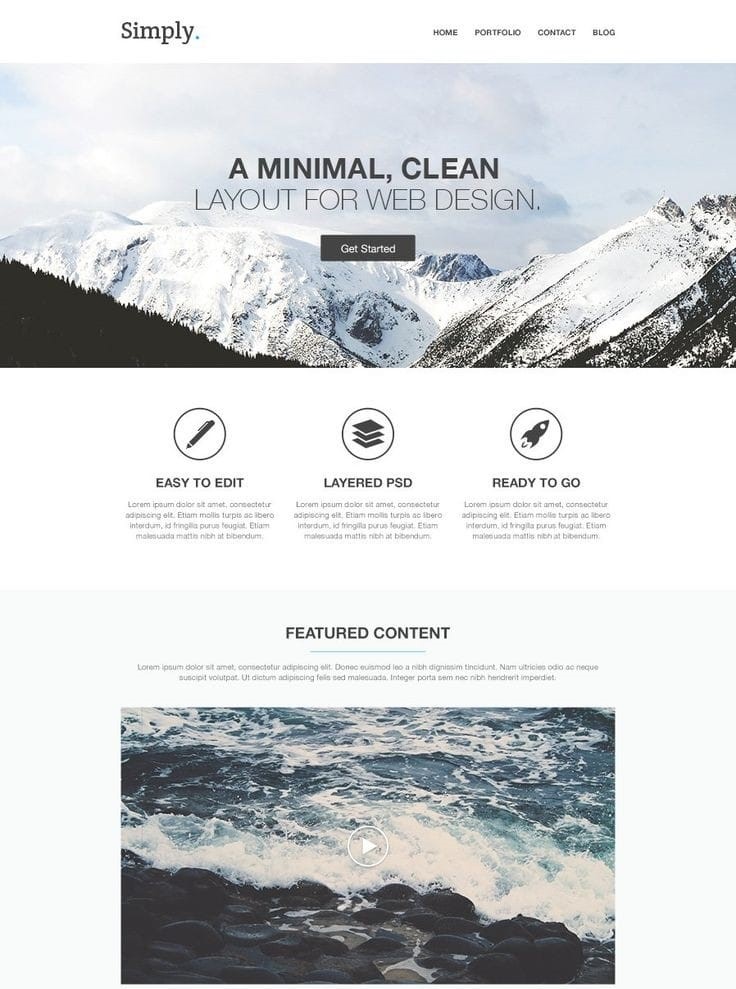 Simply.
HOME PORTFOLIO CONTACT BLOG
A MINIMAL, CLEAN
LAYOUT FOR WEB DESIGN.
Get Started
EASY TO EDIT
Lorem ipsum dolor sit amet, consectetur
adipiscing elit. Etiam mollis turpis ac libero
interdum, id fringilla purus feugiat. Etiam
malesuada mattis nibh at bibendum.
LAYERED PSD
Lorem ipsum dolor sit amet, consectetur
adipiscing elit. Etiam mollis turpis ac libero
interdum, id fringilla purus feugiat. Etiam
malesuada mattis nibh at bibendum.
READY TO GO
Lorem ipsum dolor sit amet, consectetur
adipiscing elit. Etiam mollis turpis ac libero
interdum, id fringilla purus feugiat. Etiam
malesuada mattis nibh at bibendum.
FEATURED CONTENT
Lorem ipsum dolor sit amet, consectetur adipiscing elit. Donec euismod leo a nibh dignissim tincidunt. Nam ultricies odio ac neque
suscipit volutpat. Ut dictum adipiscing felis sed malesuada. Integer porta sem nec nibh hendrerit imperdiet.